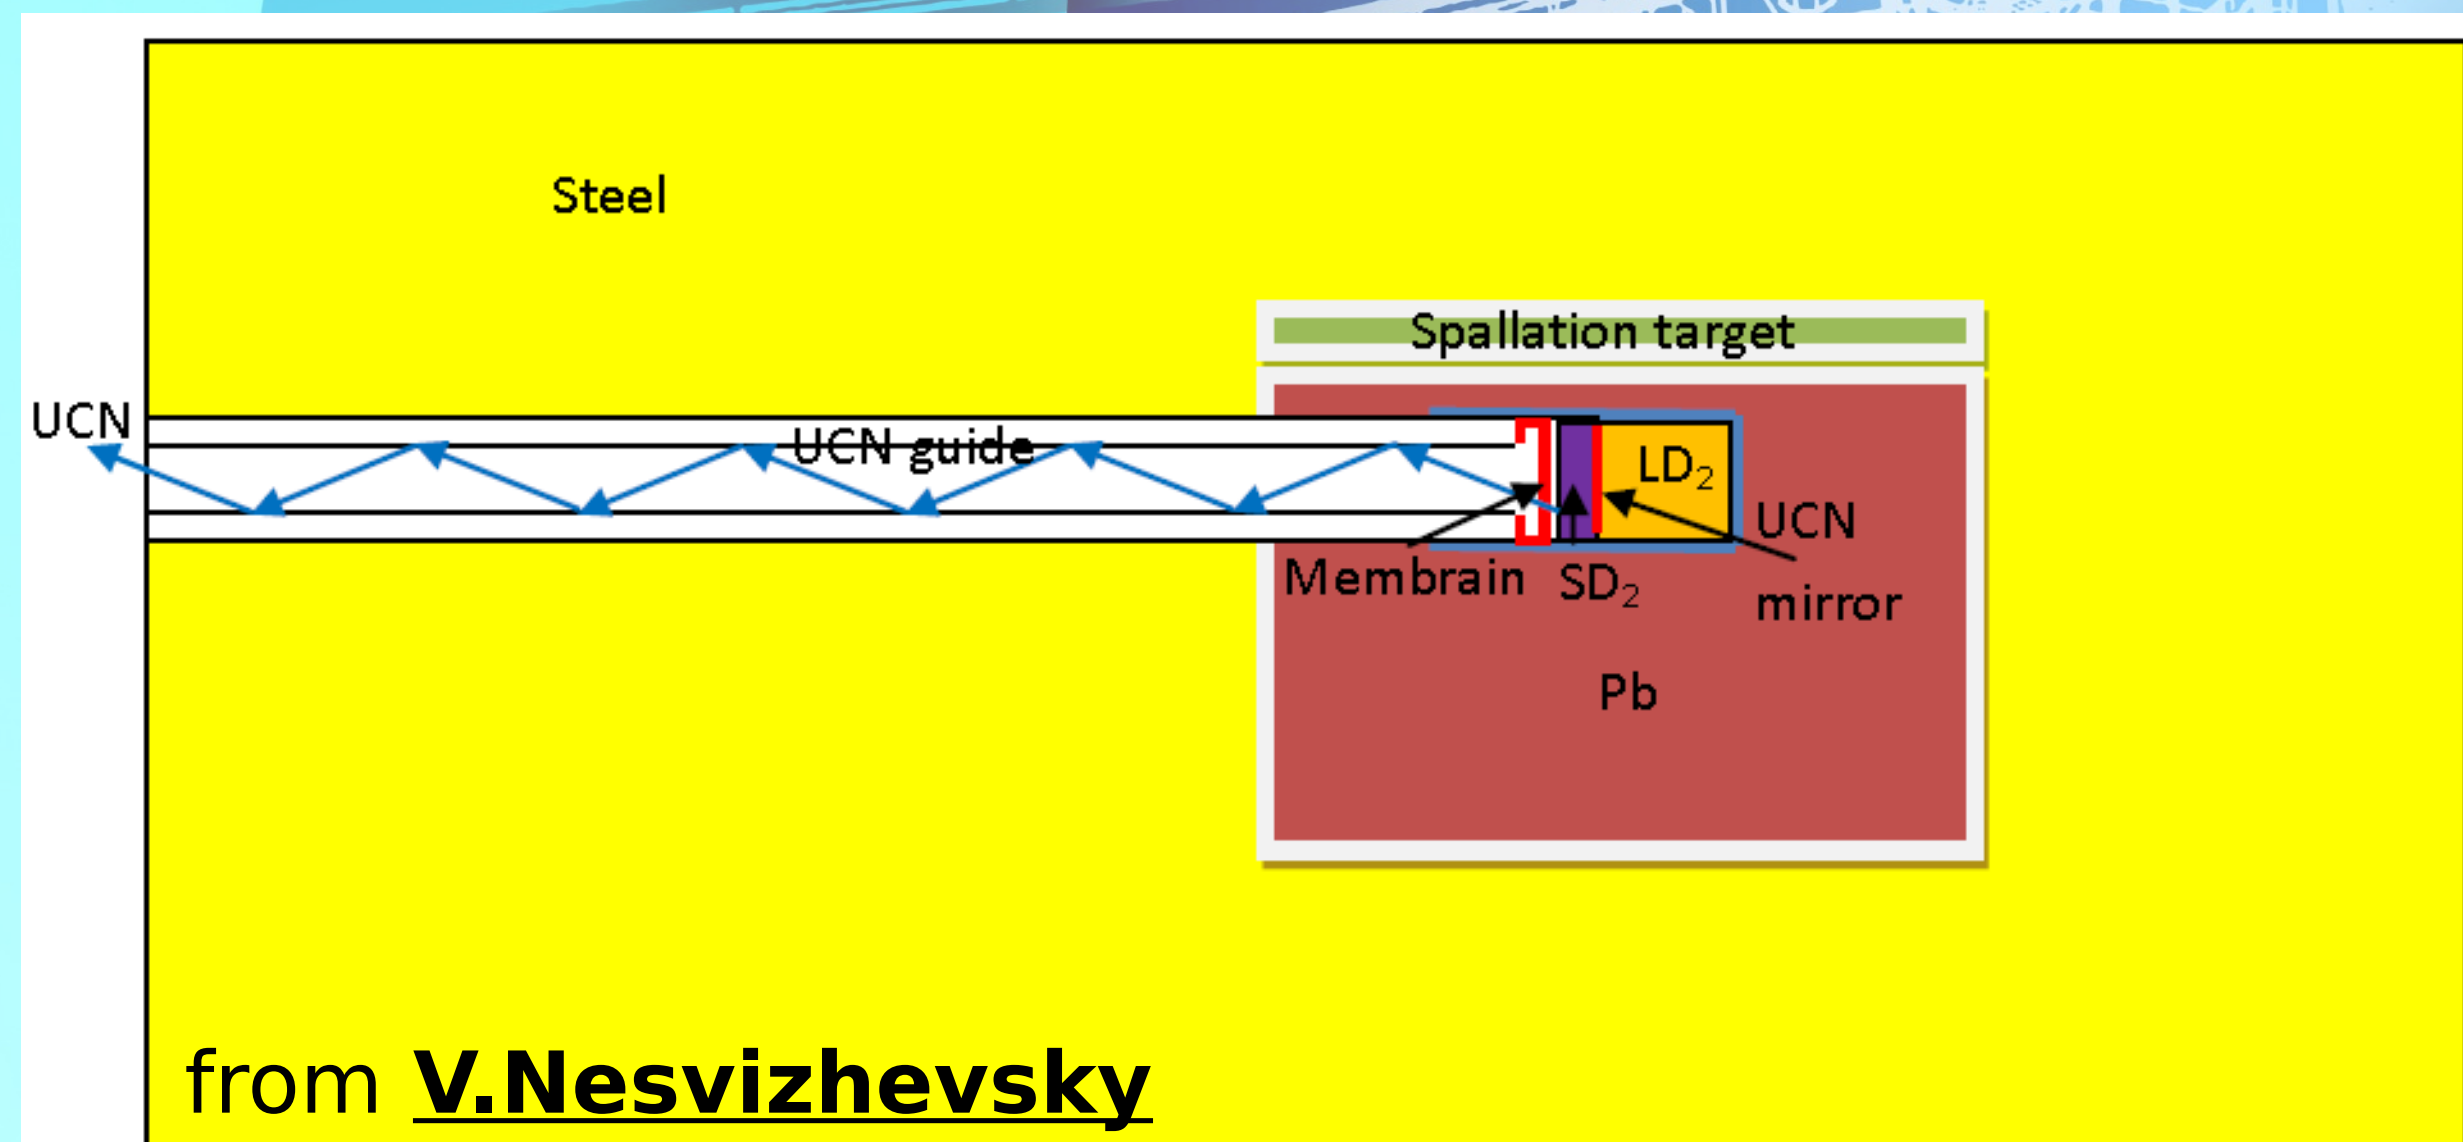 Steel
Spallation target
UCN
UCN guide
LD₂
UCN
mirror
Membrain
SD₂
Pb
from V.Nesvizhevsky